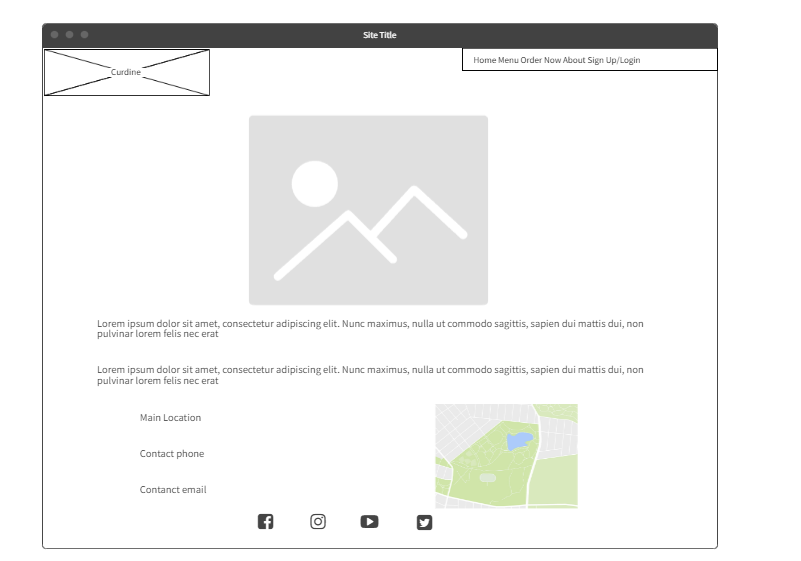 Site Title
Curdine
Home Menu Order Now About Sign Up/Login
Lorem ipsum dolor sit amet, consectetur adipiscing elit. Nunc maximus, nulla ut commodo sagittis, sapien dui mattis dui, non
pulvinar lorem felis nec erat
Lorem ipsum dolor sit amet, consectetur adipiscing elit. Nunc maximus, nulla ut commodo sagittis, sapien dui mattis dui, non
pulvinar lorem felis nec erat
Main Location
Contact phone
Contanct email